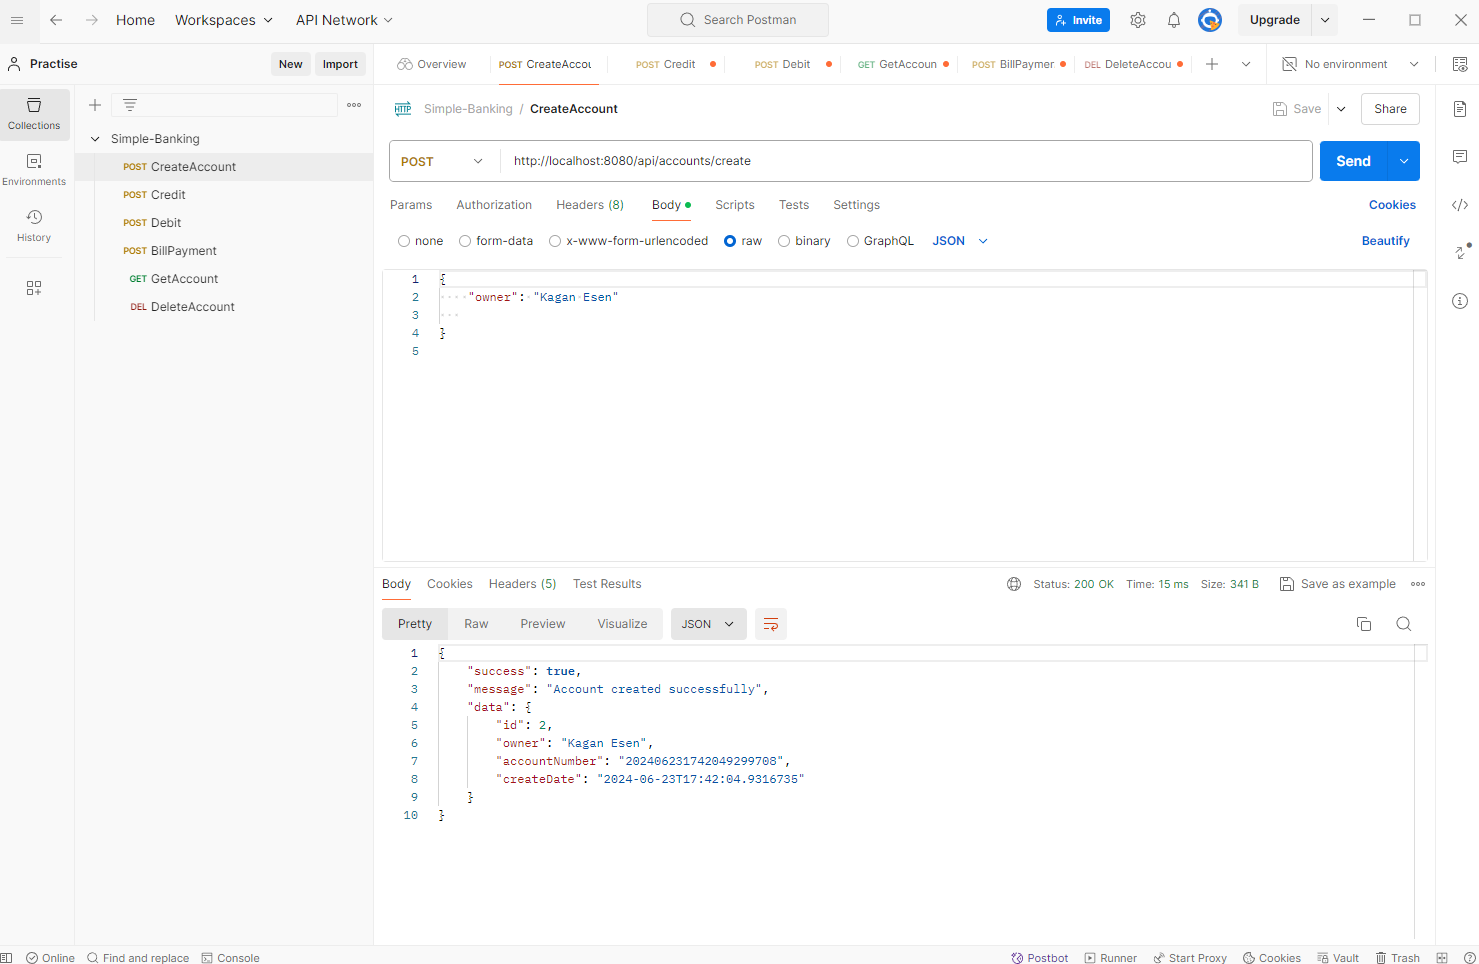 Home Workspaces API Network Search Postman Invite Upgrade
Practise New Import Overview POST CreateAccou POST Credit POST Debit GET GetAccoun POST BillPaymer DEL DeleteAccou No environment
Collections
Environments
History
Simple-Banking
POST CreateAccount
POST Credit
POST Debit
POST BillPayment
GET GetAccount
DEL DeleteAccount
HTTP Simple-Banking / CreateAccount Save Share
POST http://localhost:8080/api/accounts/create Send
Params Authorization Headers (8) Body Scripts Tests Settings Cookies
none form-data x-www-form-urlencoded raw binary GraphQL JSON Beautify
1 {
2 "owner": "Kagan Esen"
3
4 }
5
Body Cookies Headers (5) Test Results Status: 200 OK Time: 15 ms Size: 341 B Save as example
Pretty Raw Preview Visualize JSON
1 {
2 "success": true,
3 "message": "Account created successfully",
4 "data": {
5 "id": 2,
6 "owner": "Kagan Esen",
7 "accountNumber": "202406231742049299708",
8 "createDate": "2024-06-23T17:42:04.9316735"
9 }
10 }
Online Find and replace Console Postbot Runner Start Proxy Cookies Vault Trash